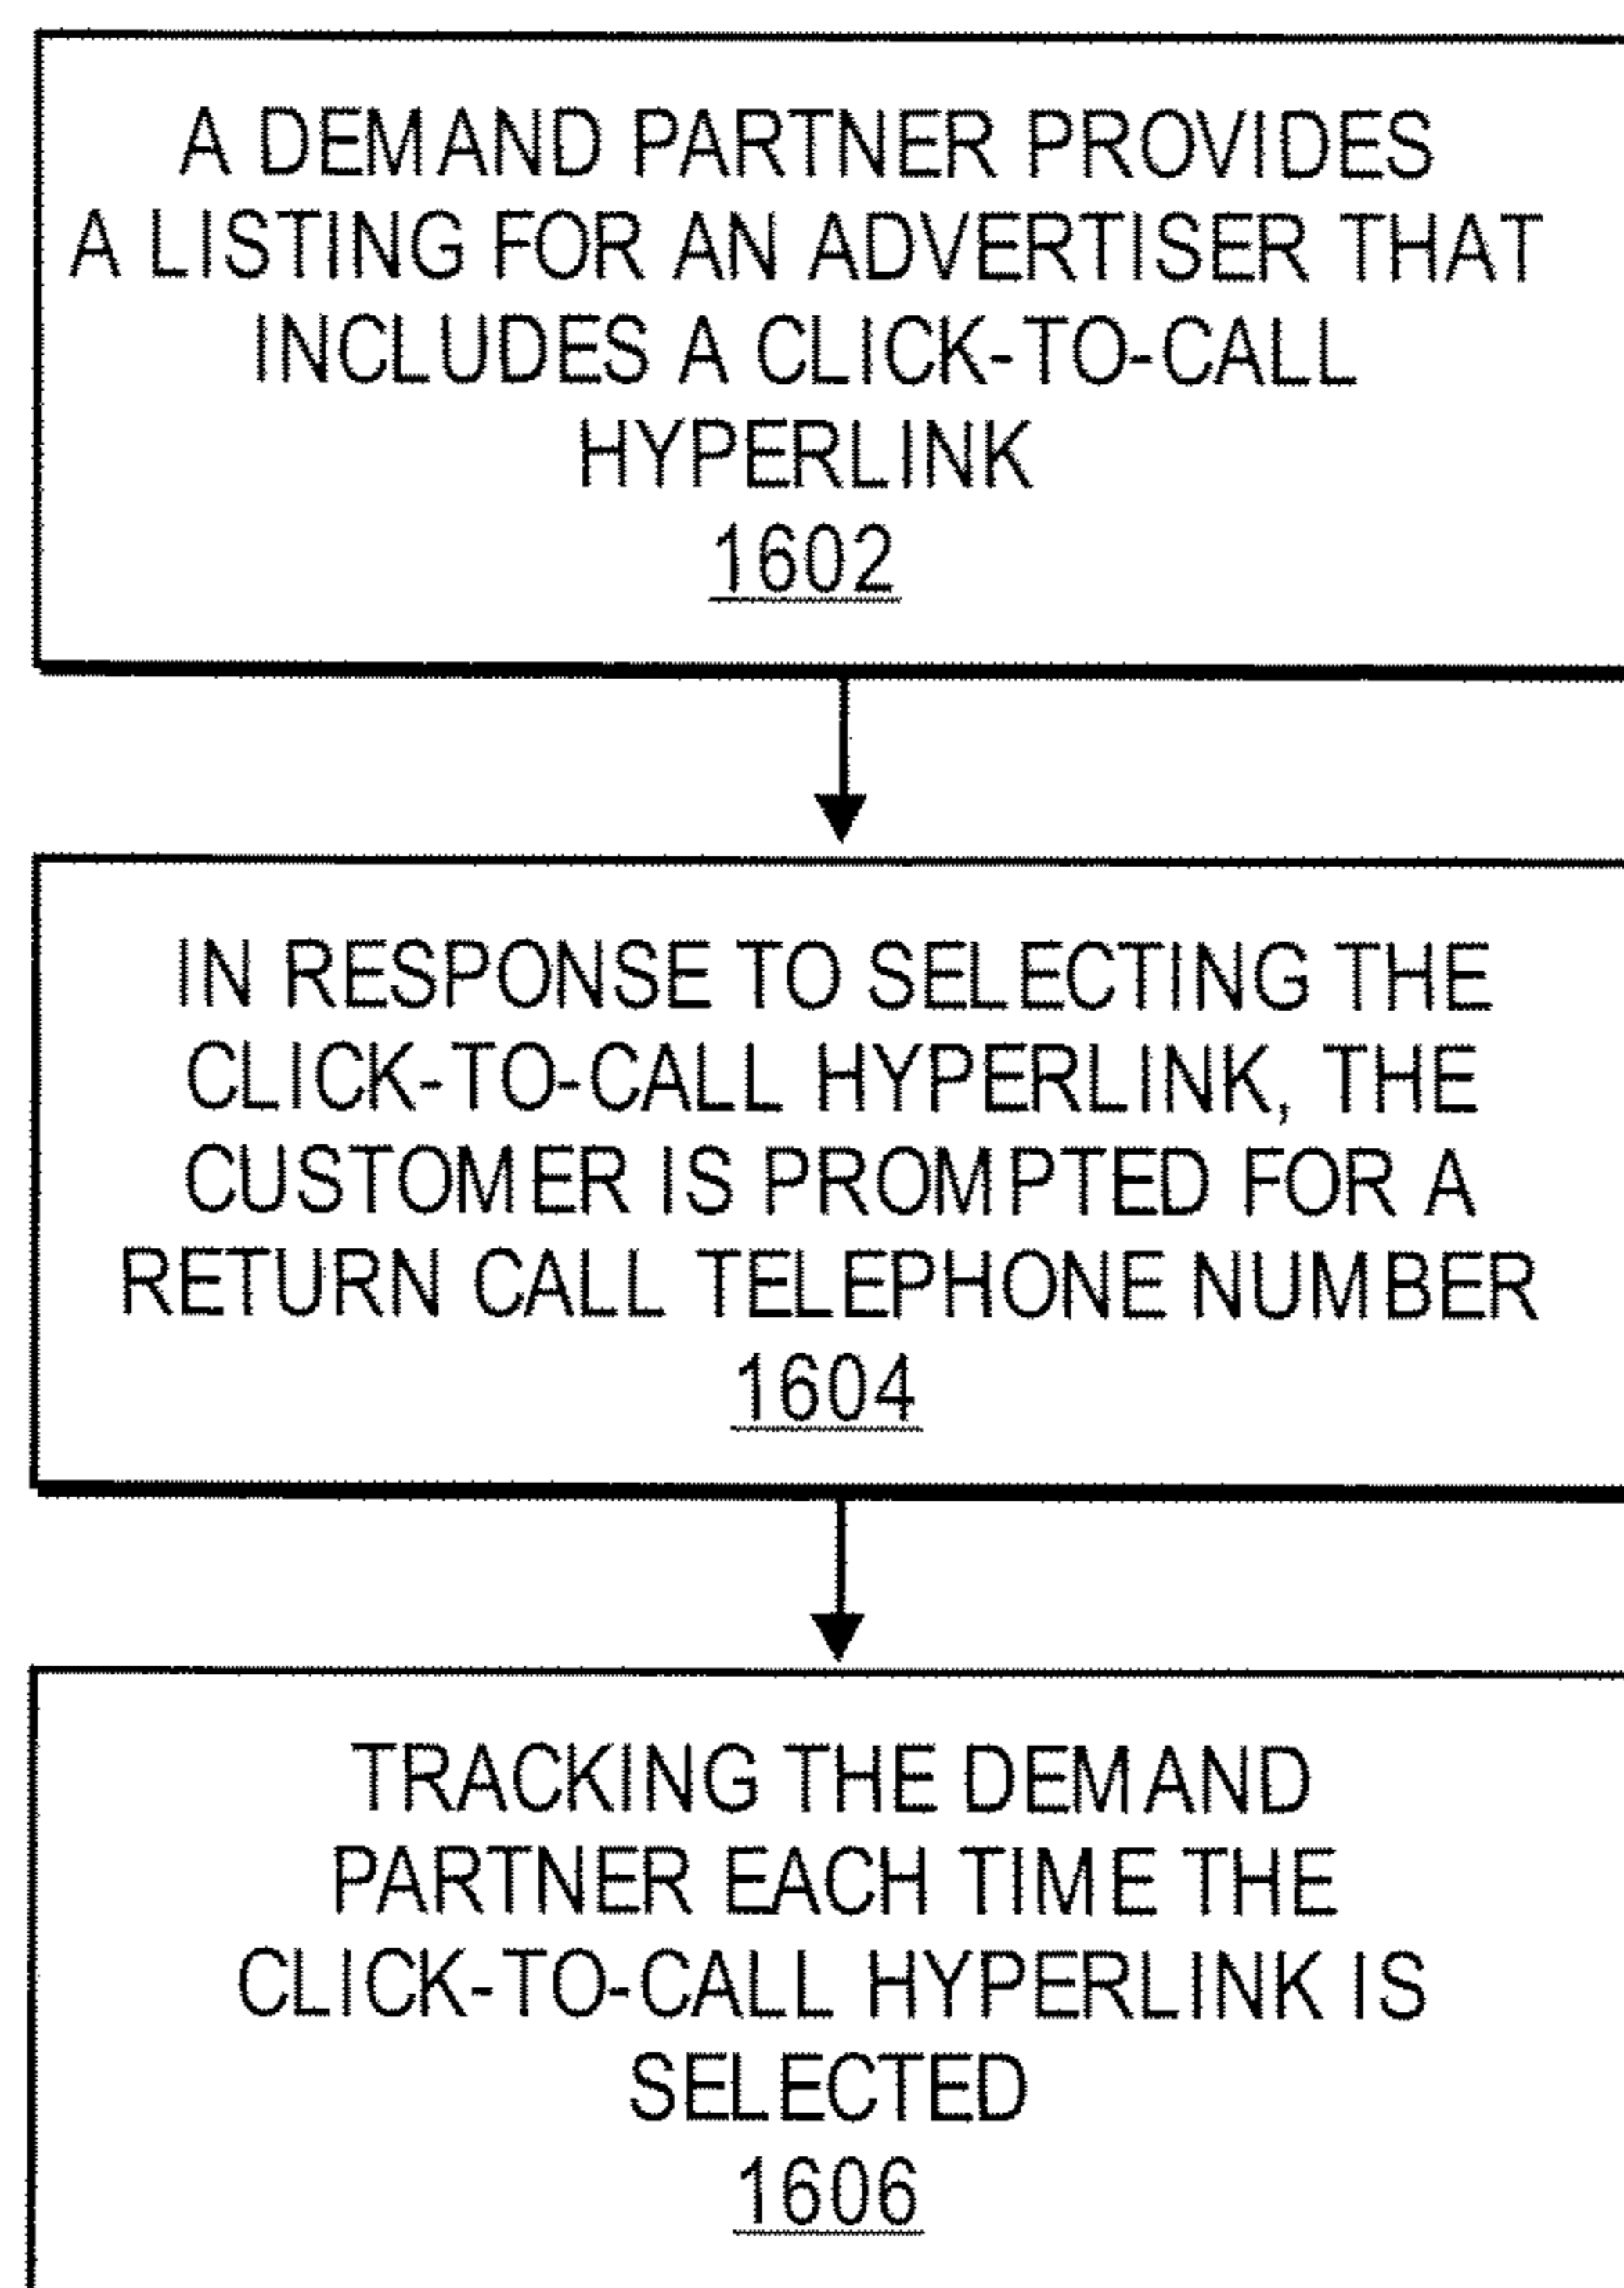 A DEMAND PARTNER PROVIDES
A LISTING FOR AN ADVERTISER THAT
INCLUDES A CLICK-TO-CALL
HYPERLINK
1602
IN RESPONSE TO SELECTING THE
CLICK-TO-CALL HYPERLINK, THE
CUSTOMER IS PROMPTED FOR A
RETURN CALL TELEPHONE NUMBER
1604
TRACKING THE DEMAND
PARTNER EACH TIME THE
CLICK-TO-CALL HYPERLINK IS
SELECTED
1606